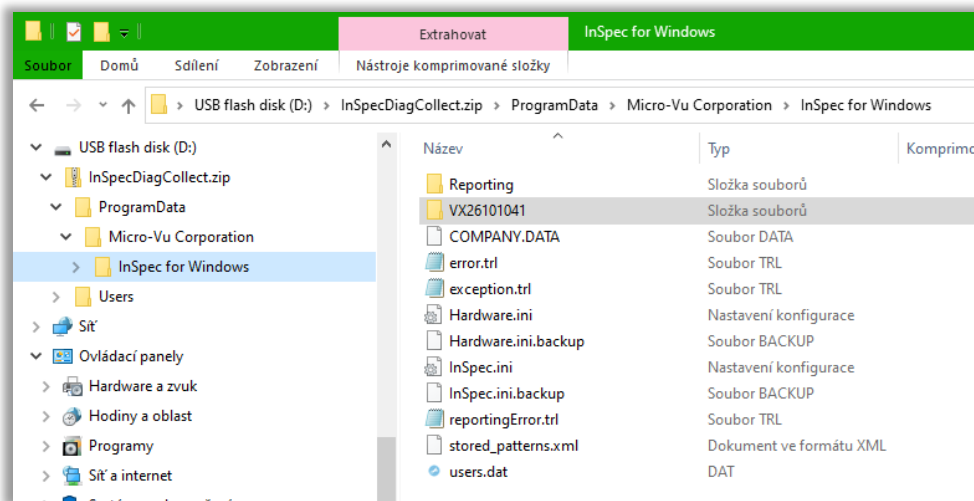 Extrahovat InSpec for Windows
Soubor Domů Sdílení Zobrazení Nástroje komprimované složky
USB flash disk (D:) InSpecDiagCollect.zip ProgramData Micro-Vu Corporation InSpec for Windows
USB flash disk (D:)
InSpecDiagCollect.zip
ProgramData
Micro-Vu Corporation
InSpec for Windows
Users
Síť
Ovládací panely
Hardware a zvuk
Hodiny a oblast
Programy
Síť a internet
Název Typ Komprimo
Reporting Složka souborů
VX26101041 Složka souborů
COMPANY.DATA Soubor DATA
error.trl Soubor TRL
exception.trl Soubor TRL
Hardware.ini Nastavení konfigurace
Hardware.ini.backup Soubor BACKUP
InSpec.ini Nastavení konfigurace
InSpec.ini.backup Soubor BACKUP
reportingError.trl Soubor TRL
stored_patterns.xml Dokument ve formátu XML
users.dat DAT